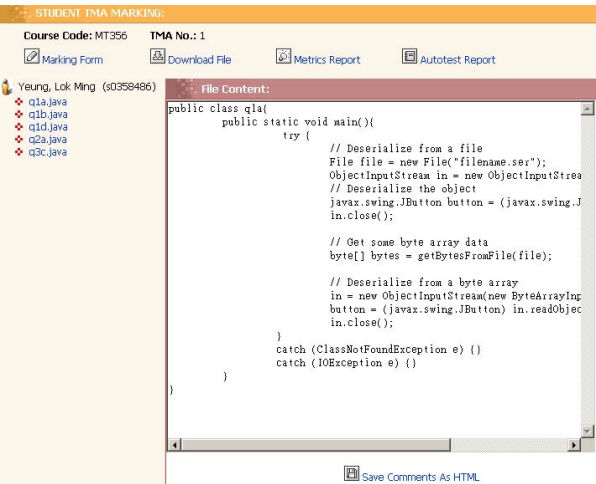 STUDENT TMA MARKING:
Course Code: MT356 TMA No.: 1
Marking Form Download File Metrics Report Autotest Report
Yeung, Lok Ming (s0358486)
q1a.java
q1b.java
q1d.java
q2a.java
q3c.java
File Content:
public class q1a{
public static void main(){
try {
// Deserialize from a file
File file = new File("filename.ser");
ObjectInputStream in = new ObjectInputStrea
// Deserialize the object
javax.swing.JButton button = (javax.swing.J
in.close();
// Get some byte array data
byte[] bytes = getBytesFromFile(file);
// Deserialize from a byte array
in = new ObjectInputStream(new ByteArrayInp
button = (javax.swing.JButton) in.readObjec
in.close();
}
catch (ClassNotFoundException e) {}
catch (IOException e) {}
}
}
Save Comments As HTML